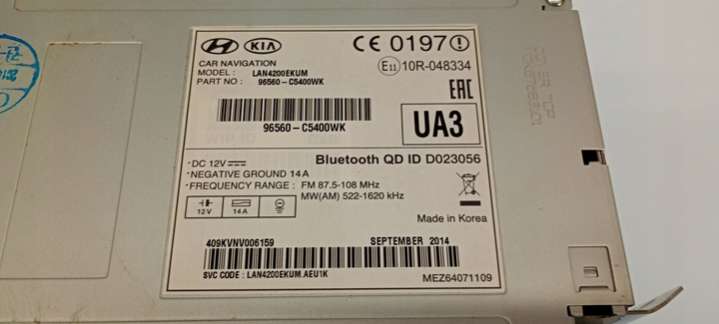 HYUNDAI KIA CE 0197
CAR NAVIGATION
MODEL : LAN4200EKUM
PART NO : 96560-C5400WK
E11 10R-048334
EAC
96560-C5400WK
UA3
Bluetooth QD ID D023056
•DC 12V
•NEGATIVE GROUND 14A
•FREQUENCY RANGE : FM 87.5-108 MHz
MW(AM) 522-1620 kHz
12V 14A
Made in Korea
409KVNV006159 SEPTEMBER 2014
SVC CODE : LAN4200EKUM.AEU1K MEZ64071109